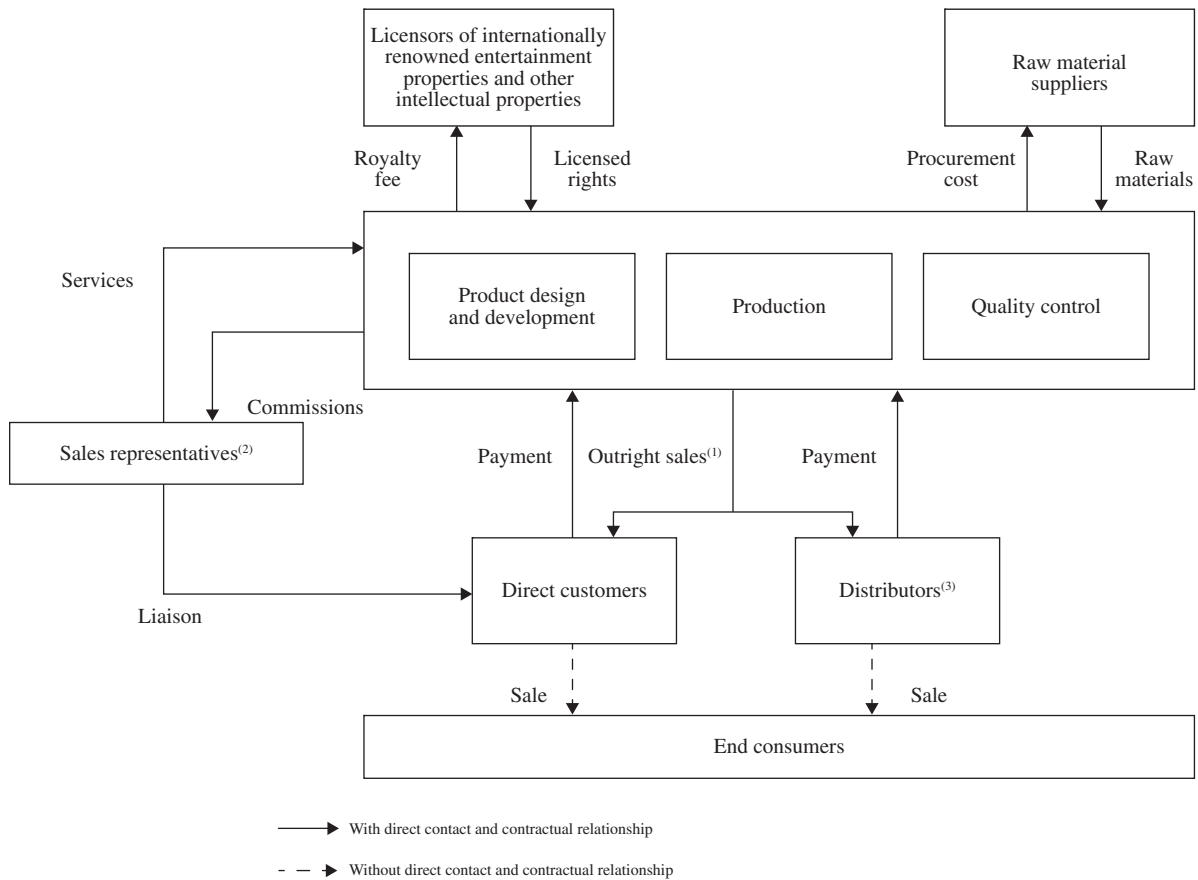 Licensors of internationally
renowned entertainment
properties and other
intellectual properties
Raw material
suppliers
Royalty
fee
Licensed
rights
Procurement
cost
Raw
materials
Services
Product design
and development
Production
Quality control
Commissions
Sales representatives(2)
Payment
Outright sales(1)
Payment
Direct customers
Distributors(3)
Liaison
Sale
Sale
End consumers
With direct contact and contractual relationship
Without direct contact and contractual relationship